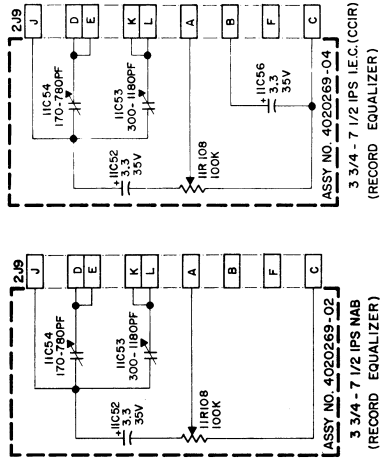 2J9
J
D
E
K
L
A
B
F
C
11C54
170-780PF
11C53
300-1180PF
+11C52
3.3
35V
+11C56
3.3
35V
11R108
100K
ASSY NO. 4020269-04
3 3/4 - 7 1/2 IPS I.E.C.(CCIR)
(RECORD EQUALIZER)
2J9
J
D
E
K
L
A
B
F
C
11C54
170-780PF
11C53
300-1180PF
+11C52
3.3
35V
11R108
100K
ASSY NO. 4020269-02
3 3/4 - 7 1/2 IPS NAB
(RECORD EQUALIZER)